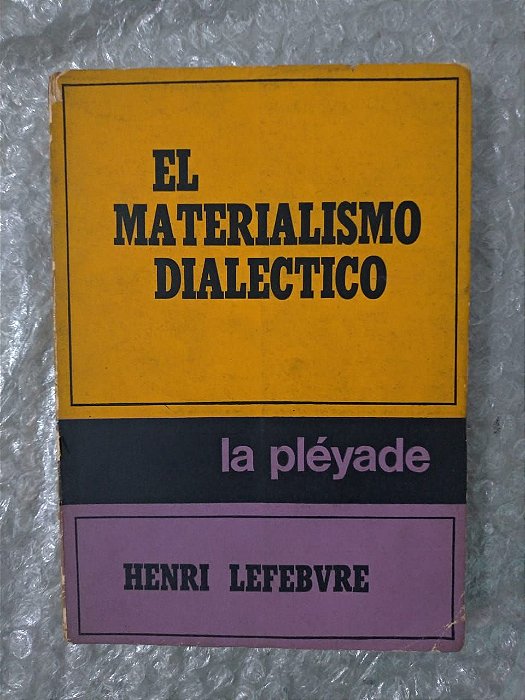 EL
MATERIALISMO
DIALECTICO
la pléyade
HENRI LEFEBVRE